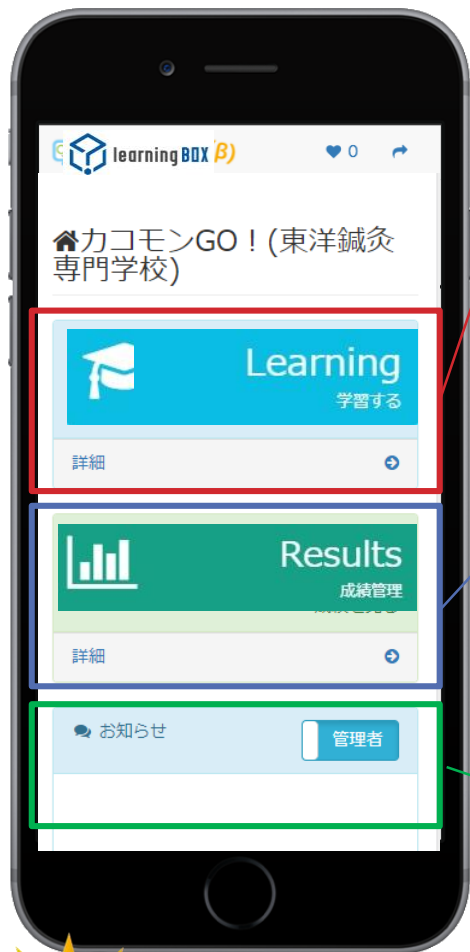 learning BOX β)
0
カコモンGO！(東洋鍼灸
専門学校)
Learning
学習する
詳細
Results
成績管理
詳細
お知らせ
管理者